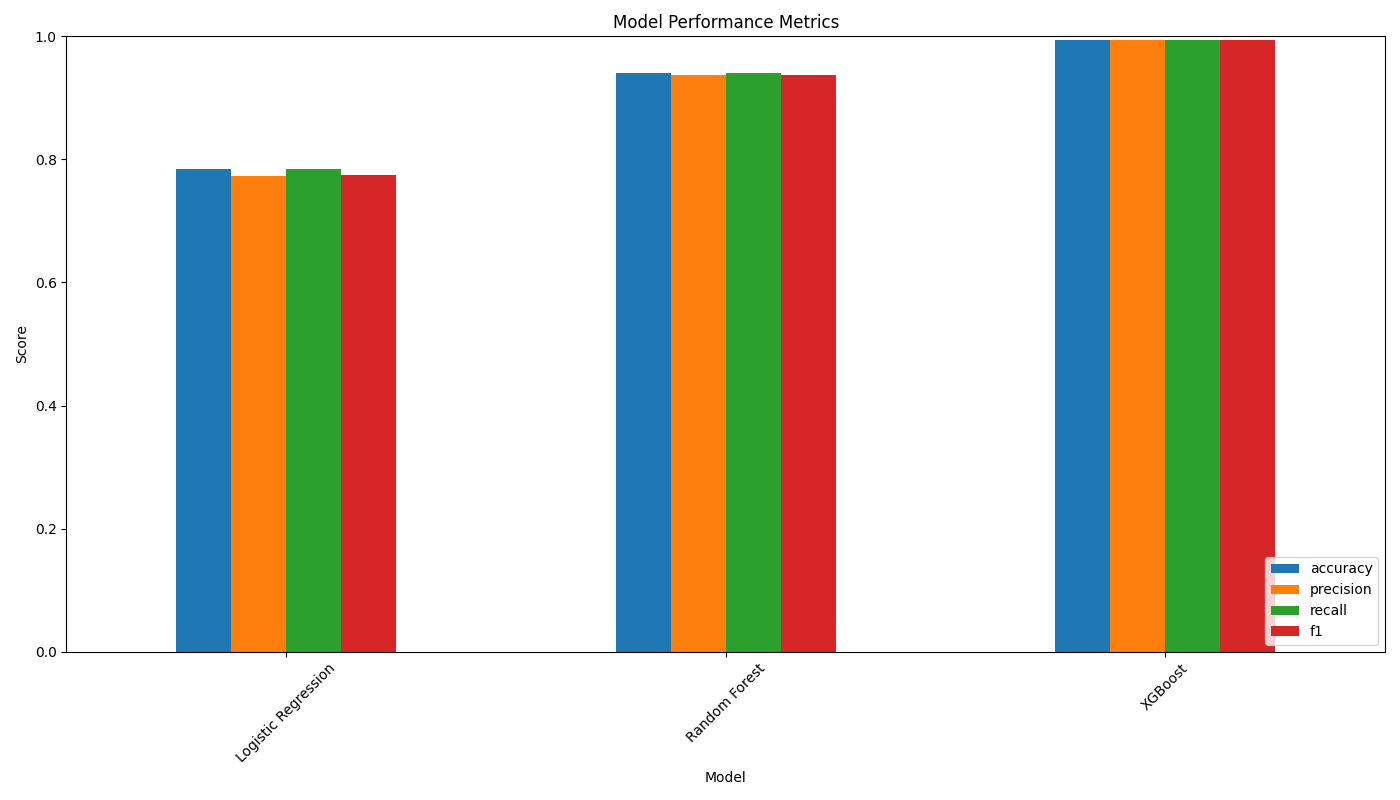 Model Performance Metrics
1.0
0.8
0.6
0.4
0.2
0.0
Score
accuracy
precision
recall
f1
Logistic Regression
Random Forest
XGBoost
Model